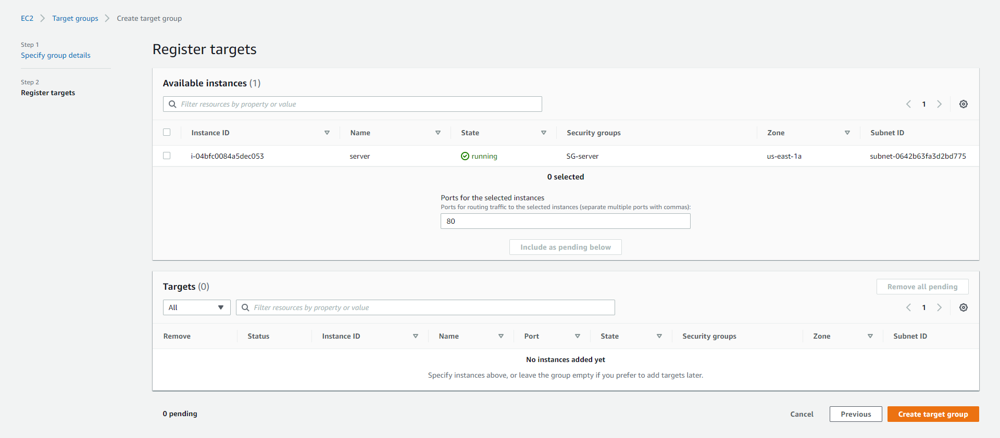 EC2 Target groups Create target group
Step 1
Specify group details
Step 2
Register targets
Register targets
Available instances (1)
Filter resources by property or value
1
Instance ID Name State Security groups Zone Subnet ID
i-04bfc0084a5dec053 server running SG-server us-east-1a subnet-0642b63fa3d2bd775
0 selected
Ports for the selected instances
Ports for routing traffic to the selected instances (separate multiple ports with commas):
80
Include as pending below
Targets (0)
Remove all pending
All Filter resources by property or value
1
Remove Status Instance ID Name Port State Security groups Zone Subnet ID
No instances added yet
Specify instances above, or leave the group empty if you prefer to add targets later.
0 pending
Cancel Previous Create target group